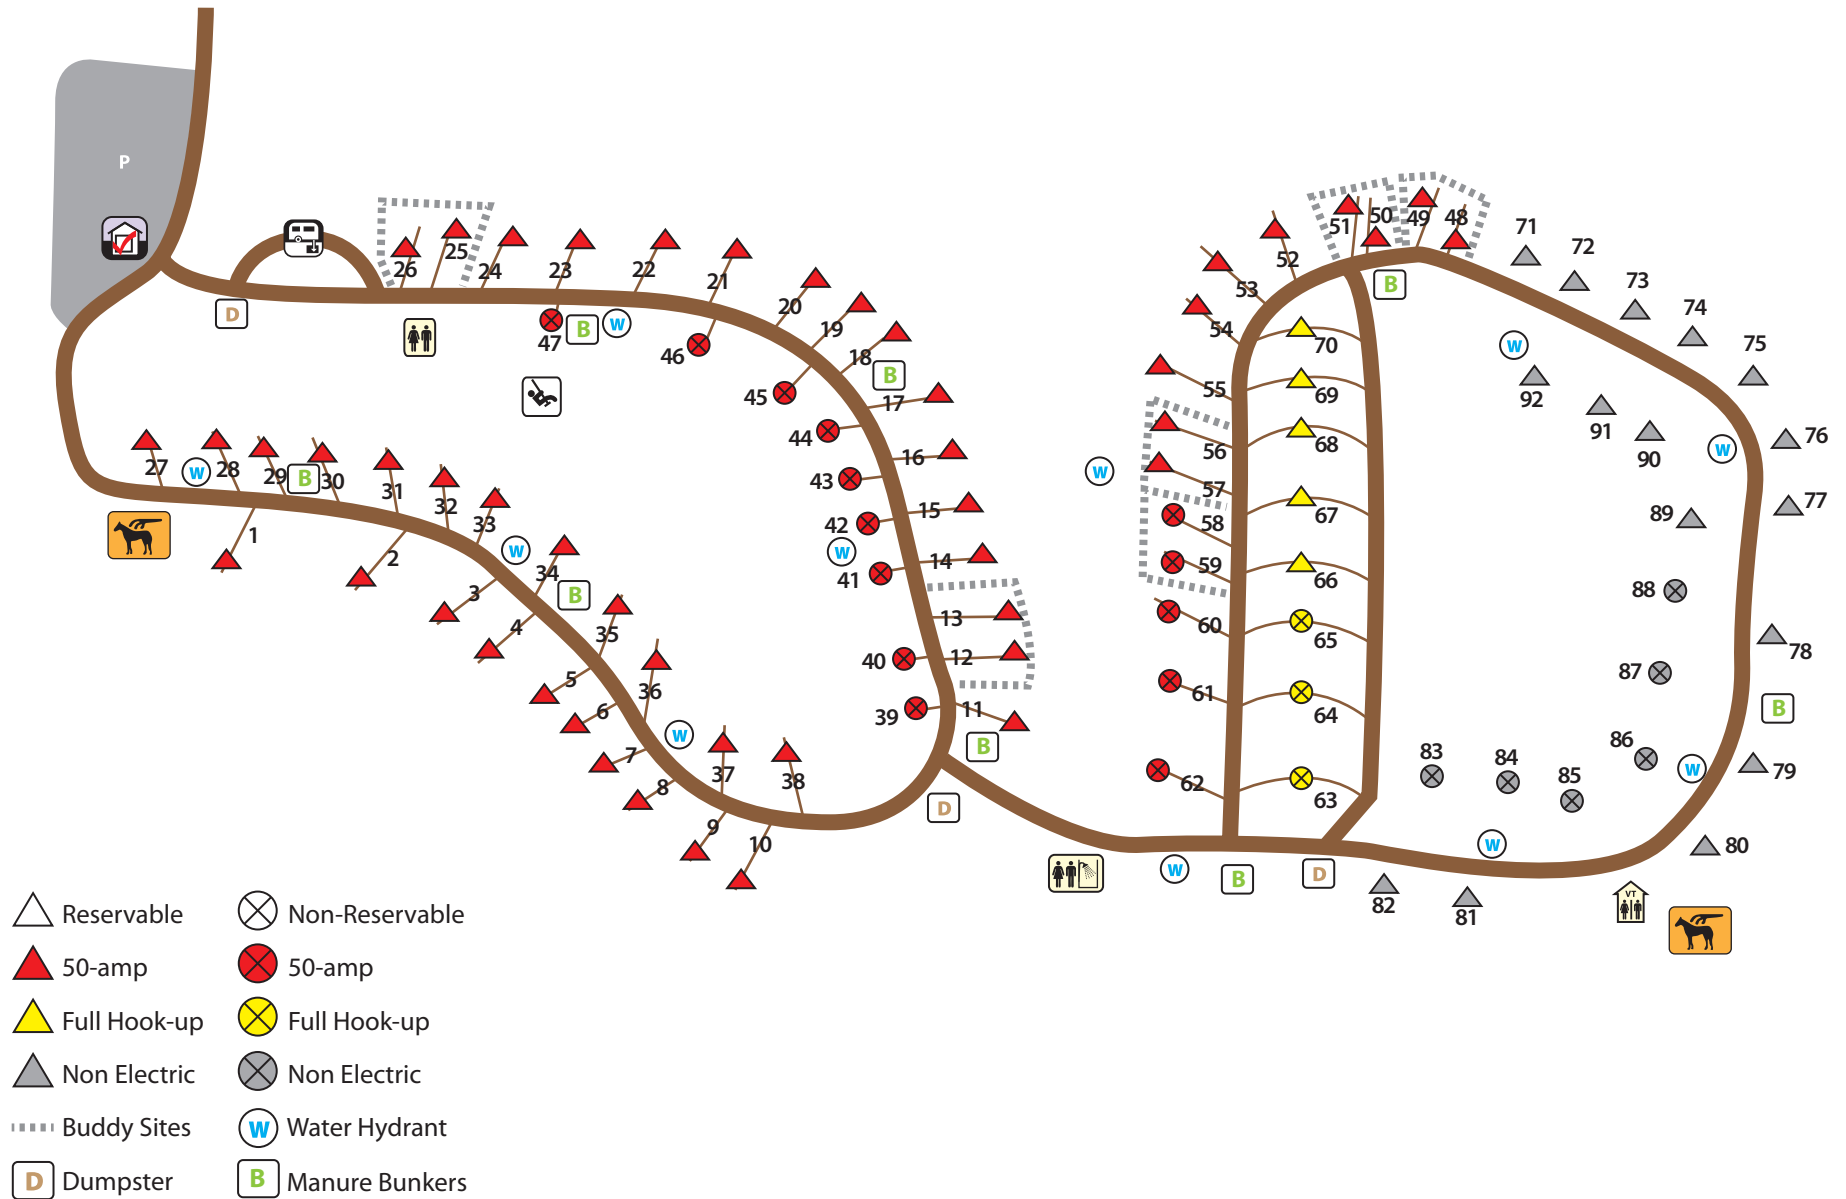 P
D
26
25
24
23
22
21
20
19
18
17
16
15
14
13
12
11
47
B
W
46
45
44
43
42
W
41
40
39
B
B
D
27
W
28
29
B
30
31
32
33
W
34
B
35
36
W
37
38
1
2
3
4
5
6
7
8
9
10
51
50
49
48
B
52
53
54
55
56
57
58
59
60
61
62
W
70
69
68
67
66
65
64
63
71
72
73
74
75
76
77
78
79
80
81
82
83
84
85
86
87
88
89
90
91
92
W
W
B
W
W
W
B
D
VT
Reservable
Non-Reservable
50-amp
50-amp
Full Hook-up
Full Hook-up
Non Electric
Non Electric
Buddy Sites
W Water Hydrant
D Dumpster
B Manure Bunkers